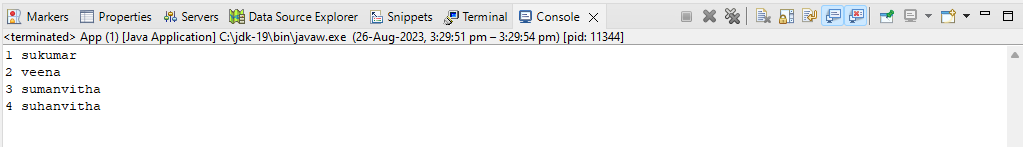 Markers Properties Servers Data Source Explorer Snippets Terminal Console
<terminated> App (1) [Java Application] C:\jdk-19\bin\javaw.exe (26-Aug-2023, 3:29:51 pm – 3:29:54 pm) [pid: 11344]
1 sukumar
2 veena
3 sumanvitha
4 suhanvitha